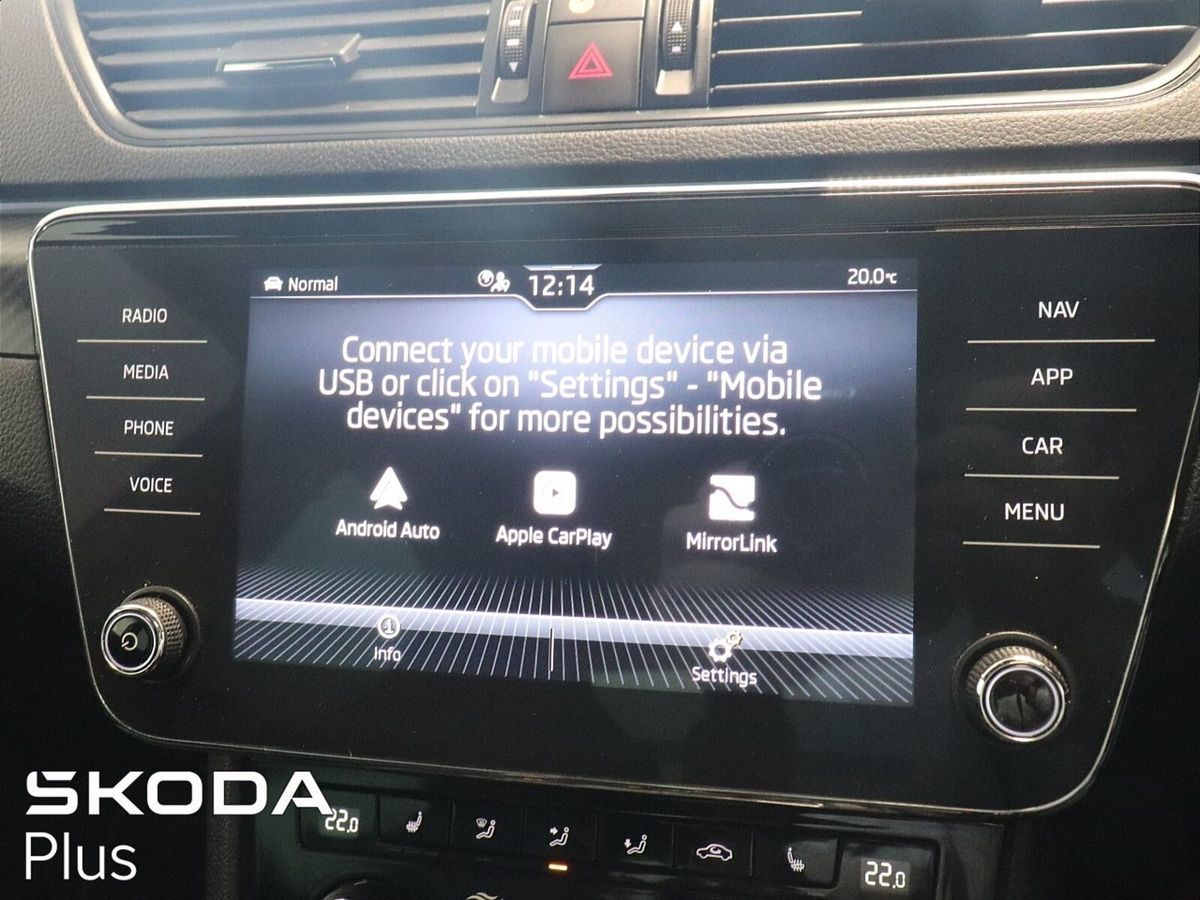 Normal
12:14
20.0°C
RADIO
MEDIA
PHONE
VOICE
Connect your mobile device via
USB or click on "Settings" - "Mobile
devices" for more possibilities.
Android Auto
Apple CarPlay
MirrorLink
Info
Settings
NAV
APP
CAR
MENU
22.0
22.0
ŠKODA
Plus